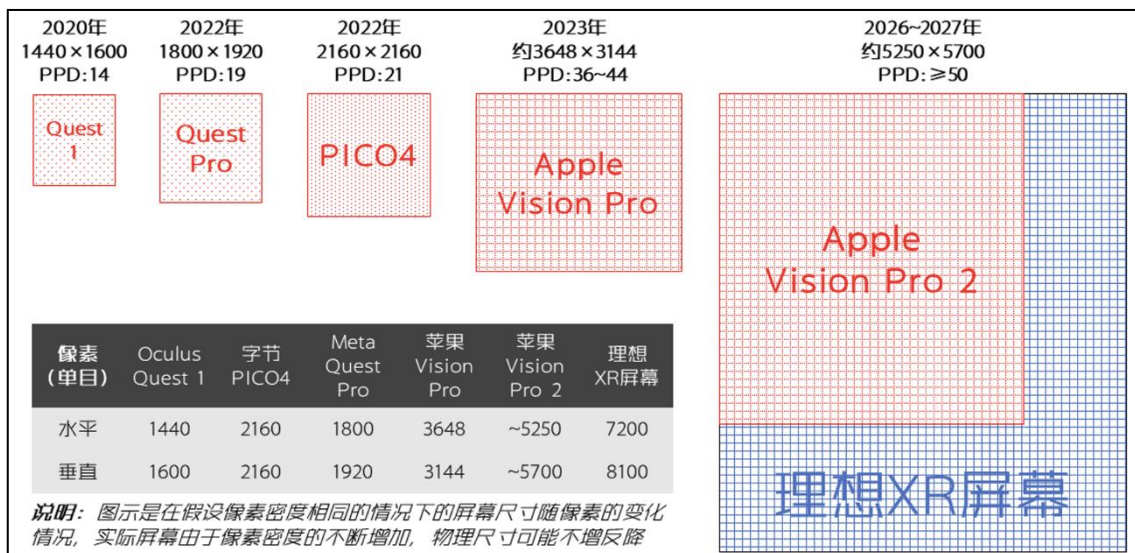 2020年
1440×1600
PPD:14
2022年
1800×1920
PPD:19
2022年
2160×2160
PPD:21
2023年
约3648×3144
PPD:36~44
2026~2027年
约5250×5700
PPD:≥50
Quest
1
Quest
Pro
PICO4
Apple
Vision Pro
Apple
Vision Pro 2
理想XR屏幕
像素
(单目)
Oculus
Quest 1
字节
PICO4
Meta
Quest
Pro
苹果
Vision
Pro
苹果
Vision
Pro 2
理想
XR屏幕
水平 1440 2160 1800 3648 ~5250 7200
垂直 1600 2160 1920 3144 ~5700 8100
说明：图示是在假设像素密度相同的情况下的屏幕尺寸随像素的变化
情况，实际屏幕由于像素密度的不断增加，物理尺寸可能不增反降